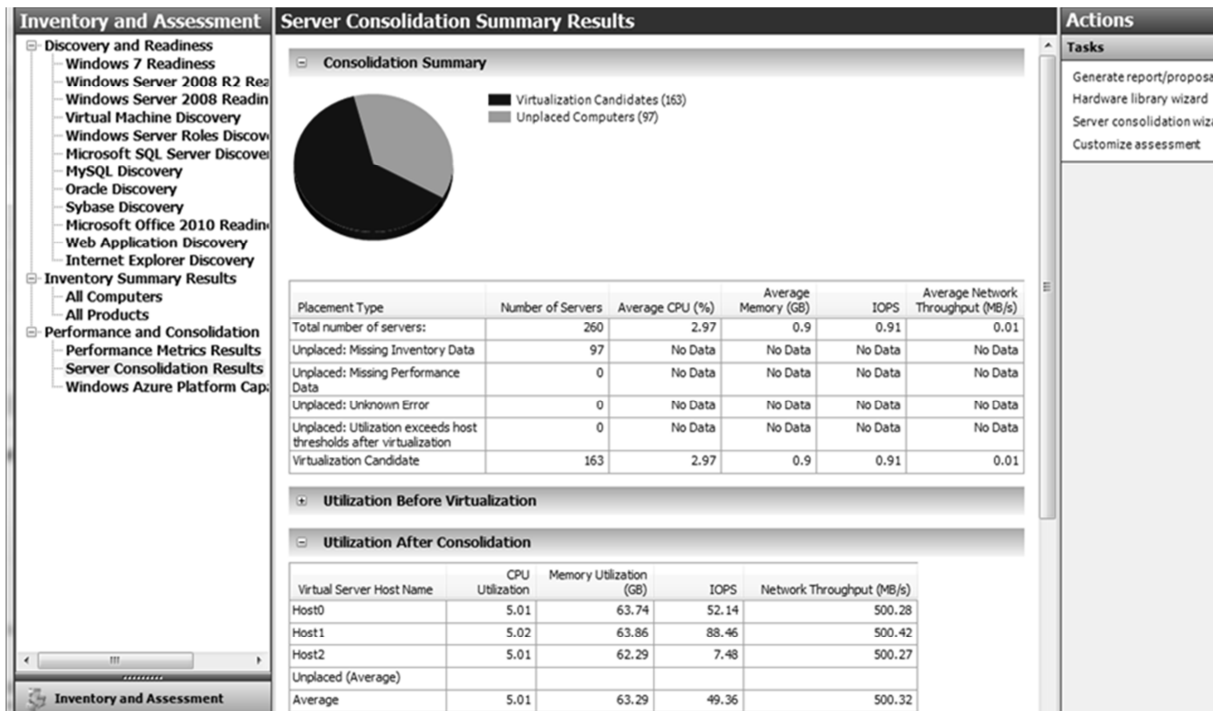 Inventory and Assessment
Discovery and Readiness
Windows 7 Readiness
Windows Server 2008 R2 Rea
Windows Server 2008 Readin
Virtual Machine Discovery
Windows Server Roles Discov
Microsoft SQL Server Discover
MySQL Discovery
Oracle Discovery
Sybase Discovery
Microsoft Office 2010 Readin
Web Application Discovery
Internet Explorer Discovery
Inventory Summary Results
All Computers
All Products
Performance and Consolidation
Performance Metrics Results
Server Consolidation Results
Windows Azure Platform Capa
Inventory and Assessment
Server Consolidation Summary Results
Consolidation Summary
Virtualization Candidates (163)
Unplaced Computers (97)
Placement Type Number of Servers Average CPU (%) Average Memory (GB) IOPS Average Network Throughput (MB/s)
Total number of servers: 260 2.97 0.9 0.91 0.01
Unplaced: Missing Inventory Data 97 No Data No Data No Data No Data
Unplaced: Missing Performance Data 0 No Data No Data No Data No Data
Unplaced: Unknown Error 0 No Data No Data No Data No Data
Unplaced: Utilization exceeds host thresholds after virtualization 0 No Data No Data No Data No Data
Virtualization Candidate 163 2.97 0.9 0.91 0.01
Utilization Before Virtualization
Utilization After Consolidation
Virtual Server Host Name CPU Utilization Memory Utilization (GB) IOPS Network Throughput (MB/s)
Host0 5.01 63.74 52.14 500.28
Host1 5.02 63.86 88.46 500.42
Host2 5.01 62.29 7.48 500.27
Unplaced (Average)
Average 5.01 63.29 49.36 500.32
Actions
Tasks
Generate report/proposa
Hardware library wizard
Server consolidation wiza
Customize assessment